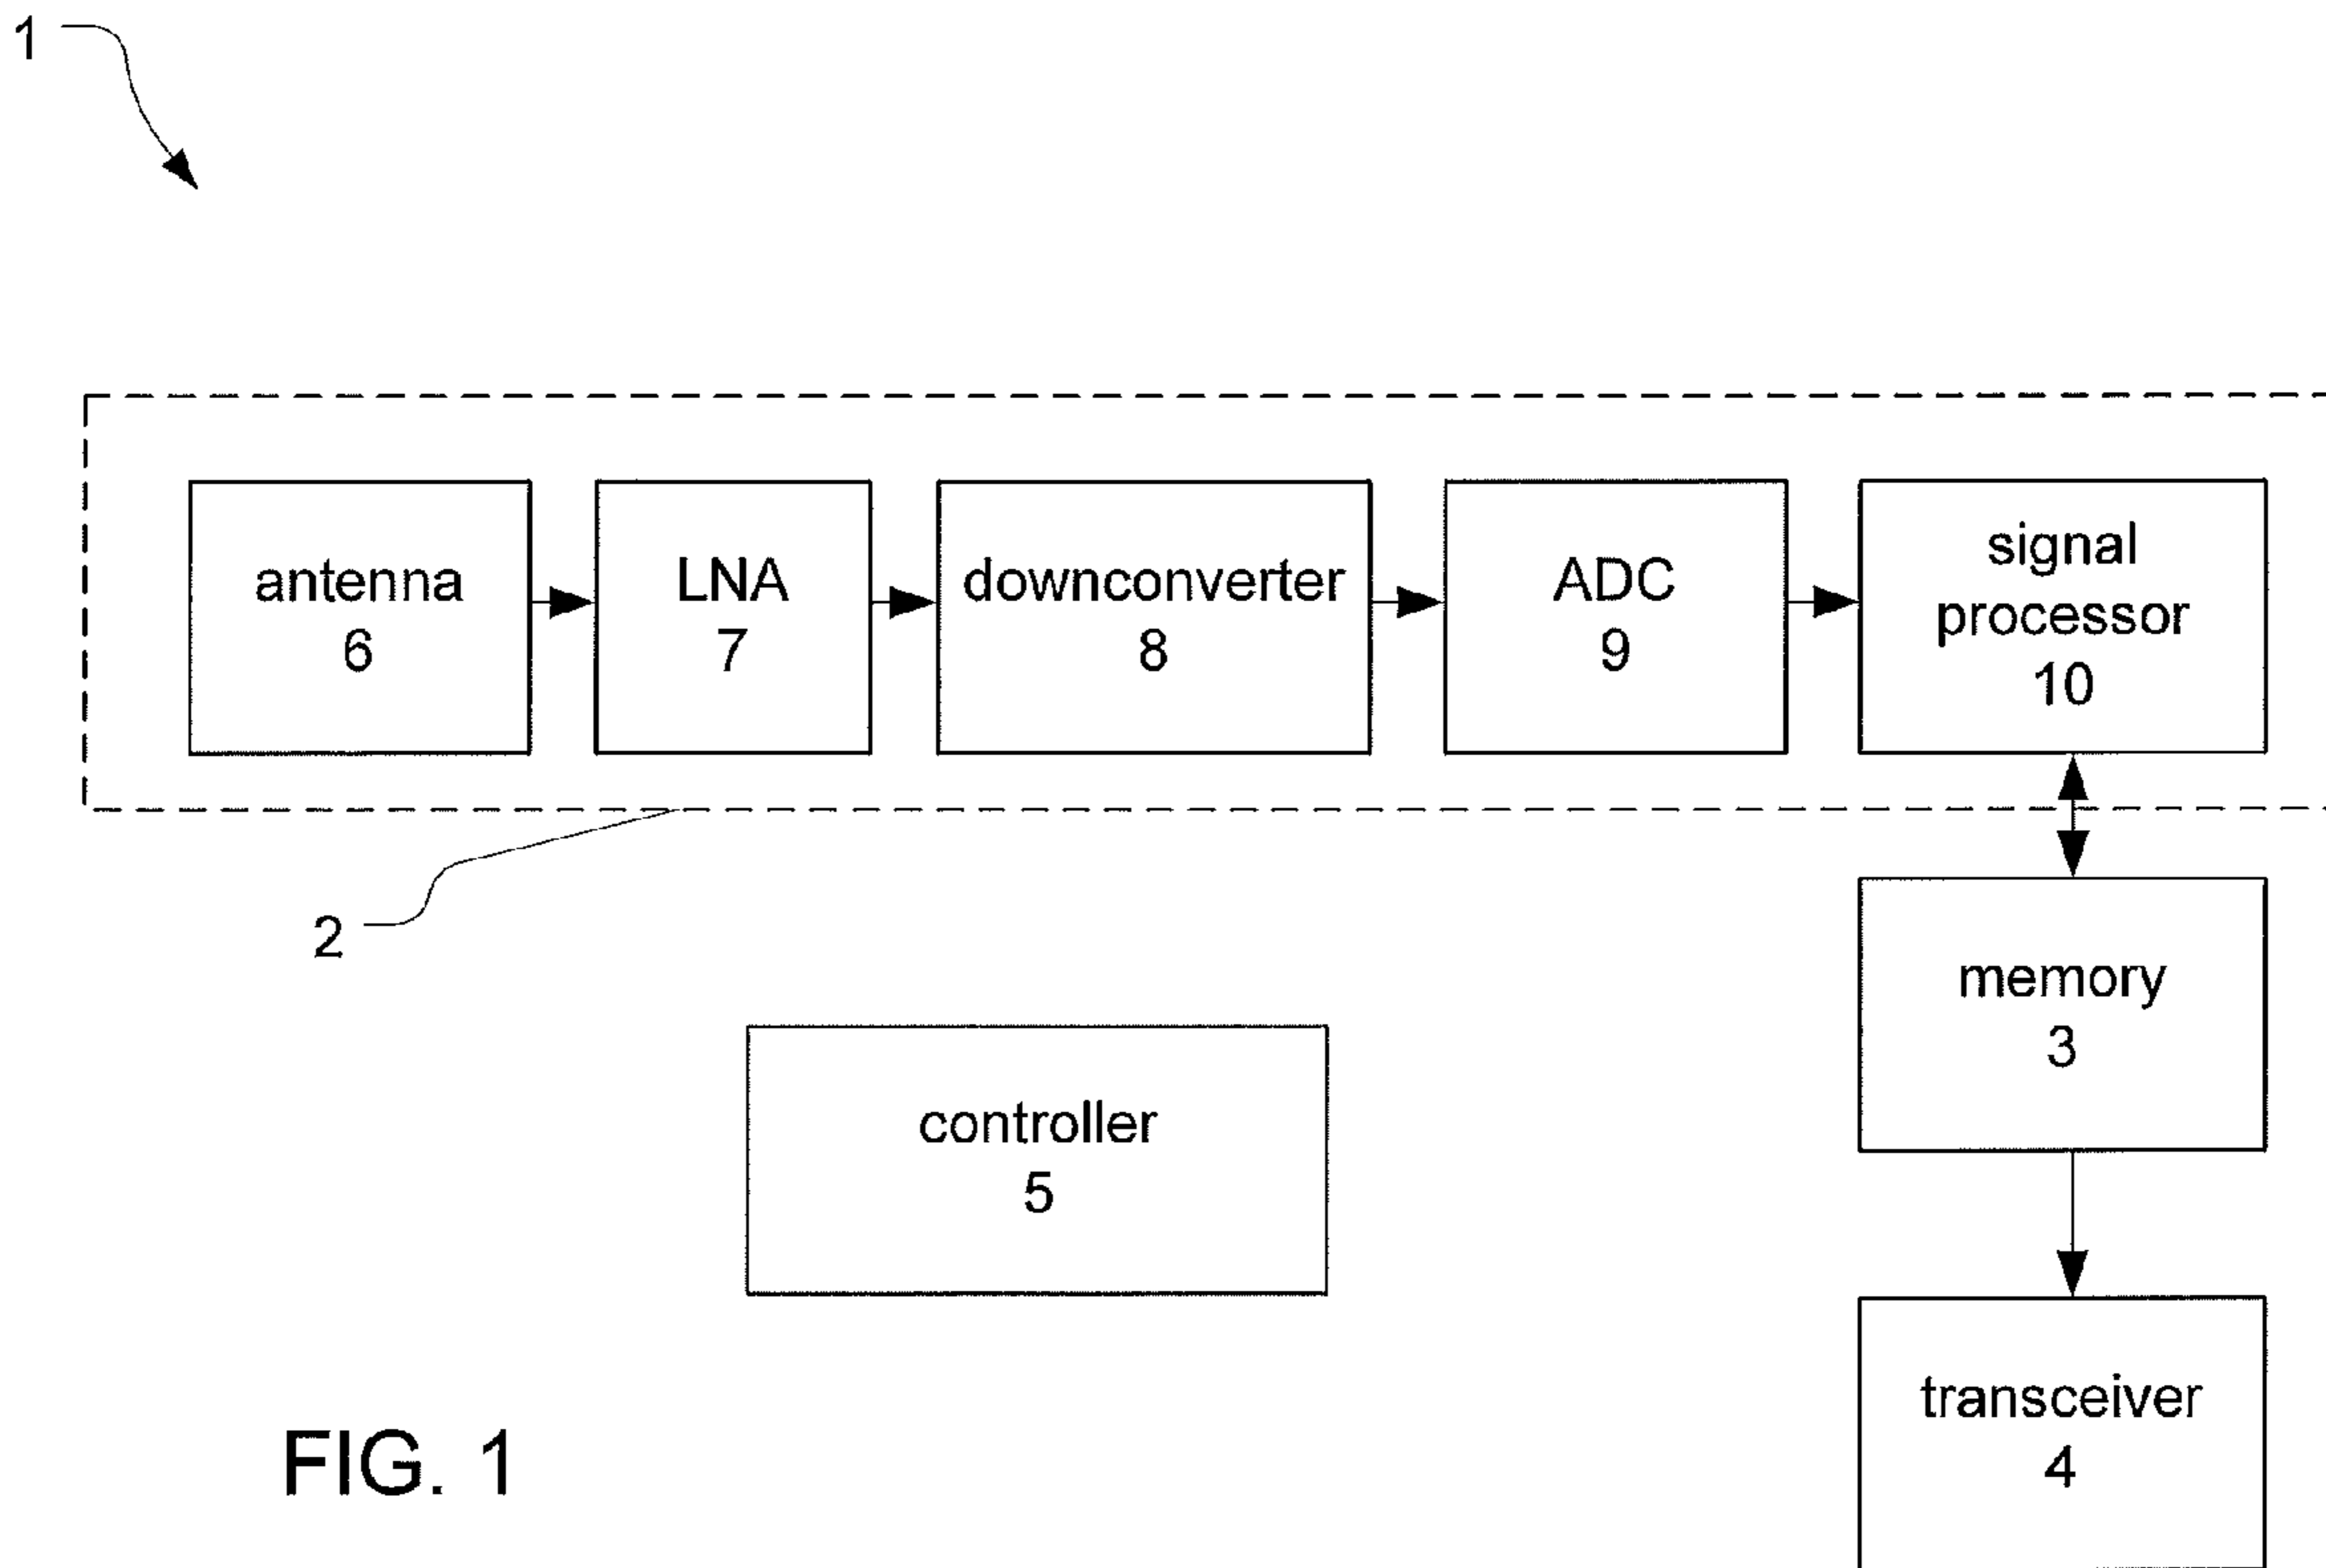 1
antenna
6
LNA
7
downconverter
8
ADC
9
signal
processor
10
2
memory
3
controller
5
transceiver
4
FIG. 1